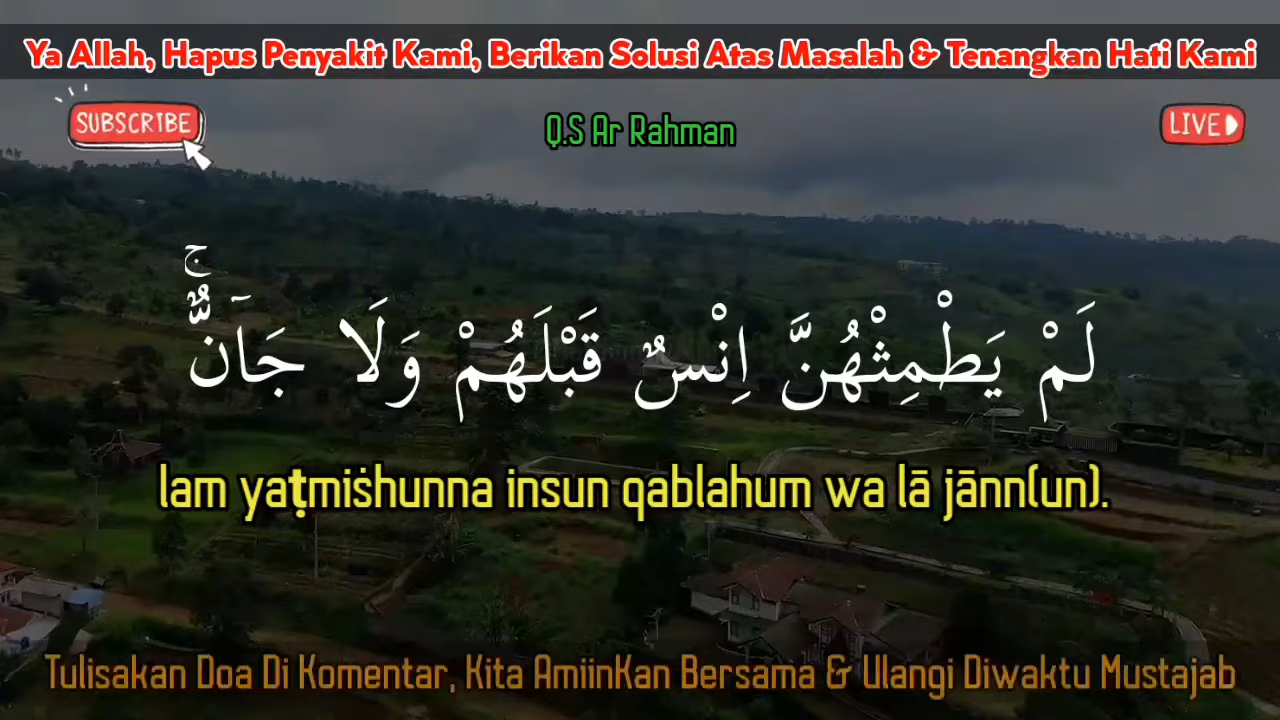 Ya Allah, Hapus Penyakit Kami, Berikan Solusi Atas Masalah & Tenangkan Hati Kami
SUBSCRIBE
Q.S Ar Rahman
LIVE
لَمْ يَطْمِثْهُنَّ اِنْسٌ قَبْلَهُمْ وَلَا جَاۤنٌّۚ
lam yaṭmiṡhunna insun qablahum wa lā jānn(un).
Tulisakan Doa Di Komentar, Kita AmiinKan Bersama & Ulangi Diwaktu Mustajab